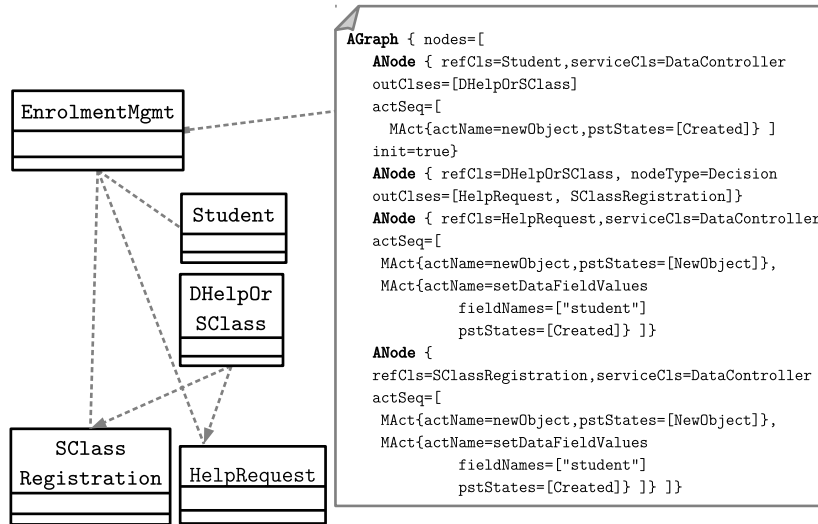 EnrolmentMgmt
Student
DHelpOr
SClass
SClass
Registration
HelpRequest
AGraph { nodes=[
ANode { refCls=Student,serviceCls=DataController
outClses=[DHelpOrSClass]
actSeq=[
MAct{actName=newObject,pstStates=[Created]} ]
init=true}
ANode { refCls=DHelpOrSClass, nodeType=Decision
outClses=[HelpRequest, SClassRegistration]}
ANode { refCls=HelpRequest,serviceCls=DataController
actSeq=[
MAct{actName=newObject,pstStates=[NewObject]},
MAct{actName=setDataFieldValues
fieldNames=["student"]
pstStates=[Created]} ]}
ANode {
refCls=SClassRegistration,serviceCls=DataController
actSeq=[
MAct{actName=newObject,pstStates=[NewObject]},
MAct{actName=setDataFieldValues
fieldNames=["student"]
pstStates=[Created]} ]} ]}